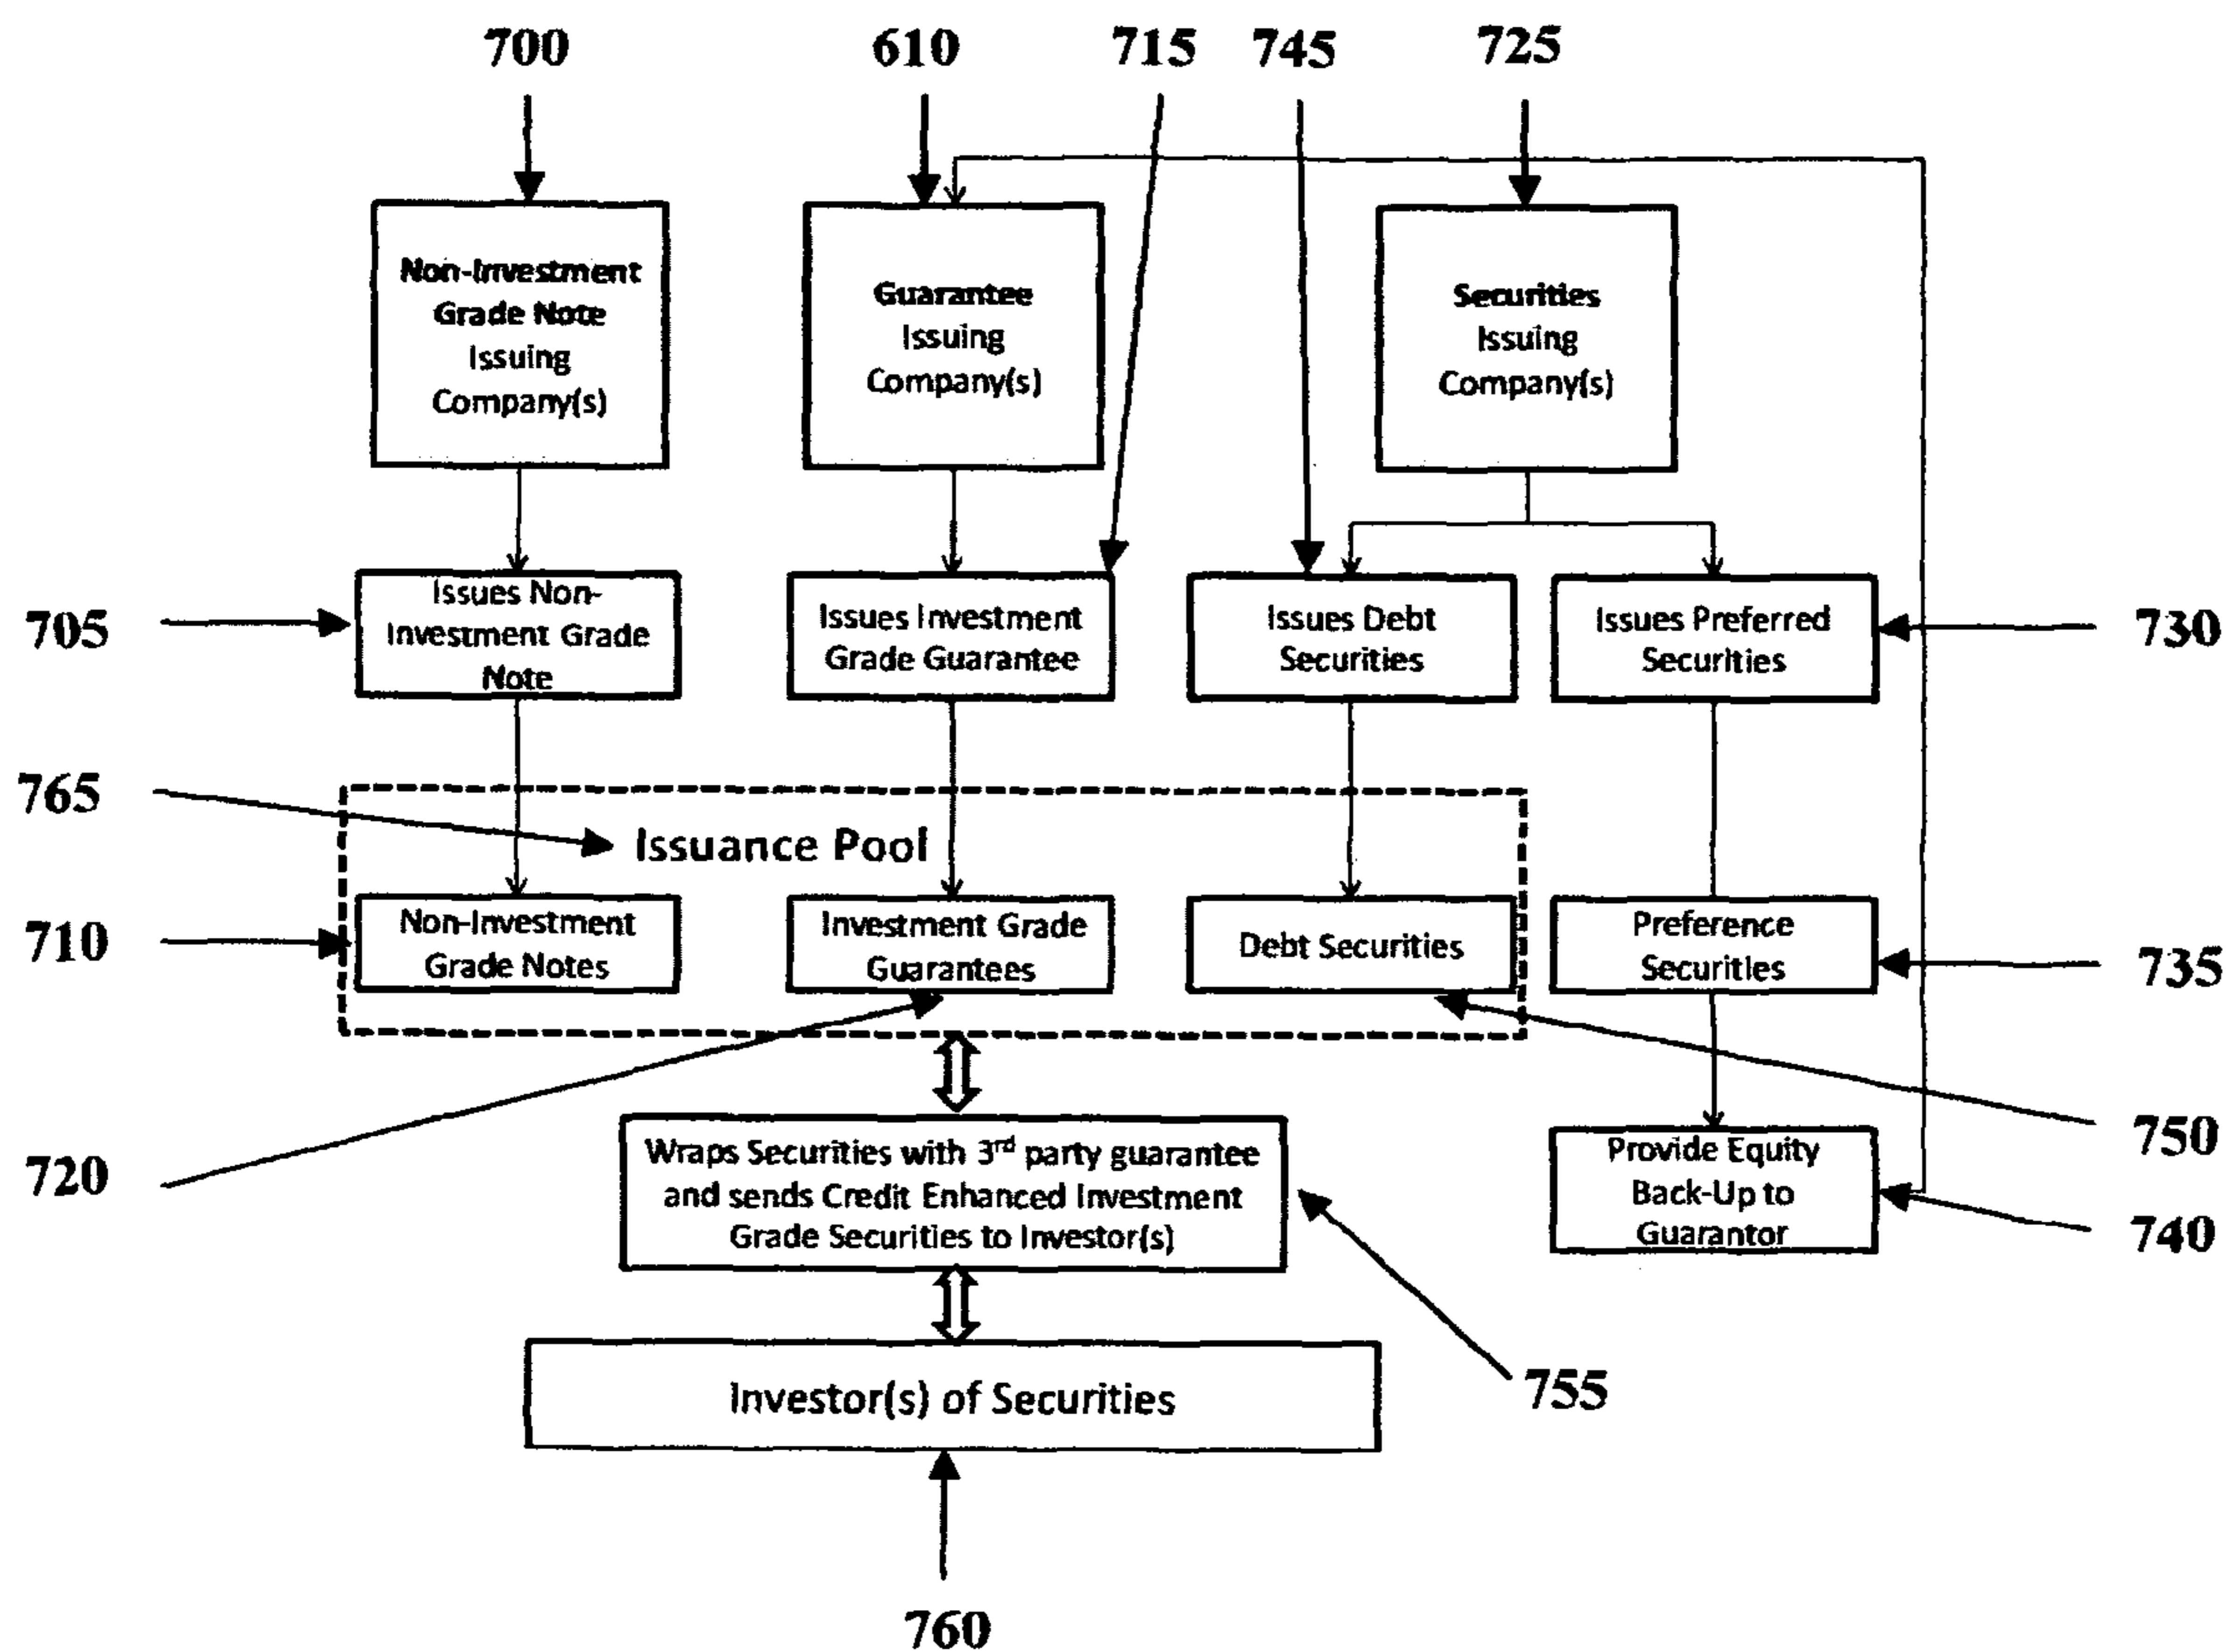 700
610
715
745
725
Non-Investment
Grade Note
Issuing
Company(s)
Guarantee
Issuing
Company(s)
Securities
Issuing
Company(s)
705
Issues Non-
Investment Grade
Note
Issues Investment
Grade Guarantee
Issues Debt
Securities
Issues Preferred
Securities
730
765
Issuance Pool
710
Non-Investment
Grade Notes
Investment Grade
Guarantees
Debt Securities
Preference
Securities
735
720
Wraps Securities with 3rd party guarantee
and sends Credit Enhanced Investment
Grade Securities to Investor(s)
Provide Equity
Back-Up to
Guarantor
750
740
Investor(s) of Securities
755
760